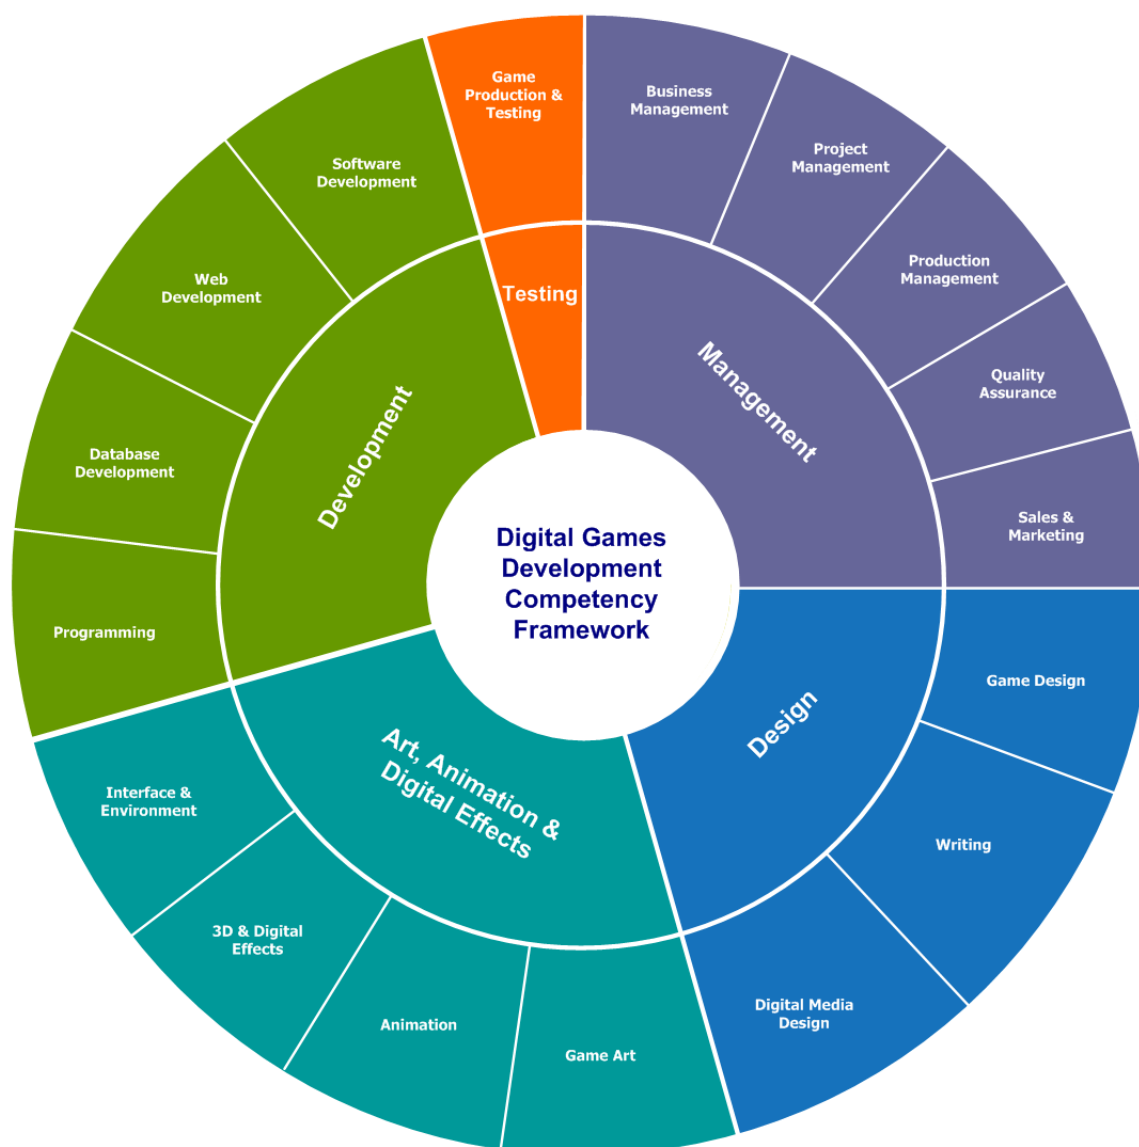 Game
Production &
Testing
Business
Management
Project
Management
Production
Management
Quality
Assurance
Sales &
Marketing
Game Design
Writing
Digital Media
Design
Game Art
Animation
3D & Digital
Effects
Interface &
Environment
Programming
Database
Development
Web
Development
Software
Development
Testing
Management
Design
Art, Animation &
Digital Effects
Development
Digital Games
Development
Competency
Framework